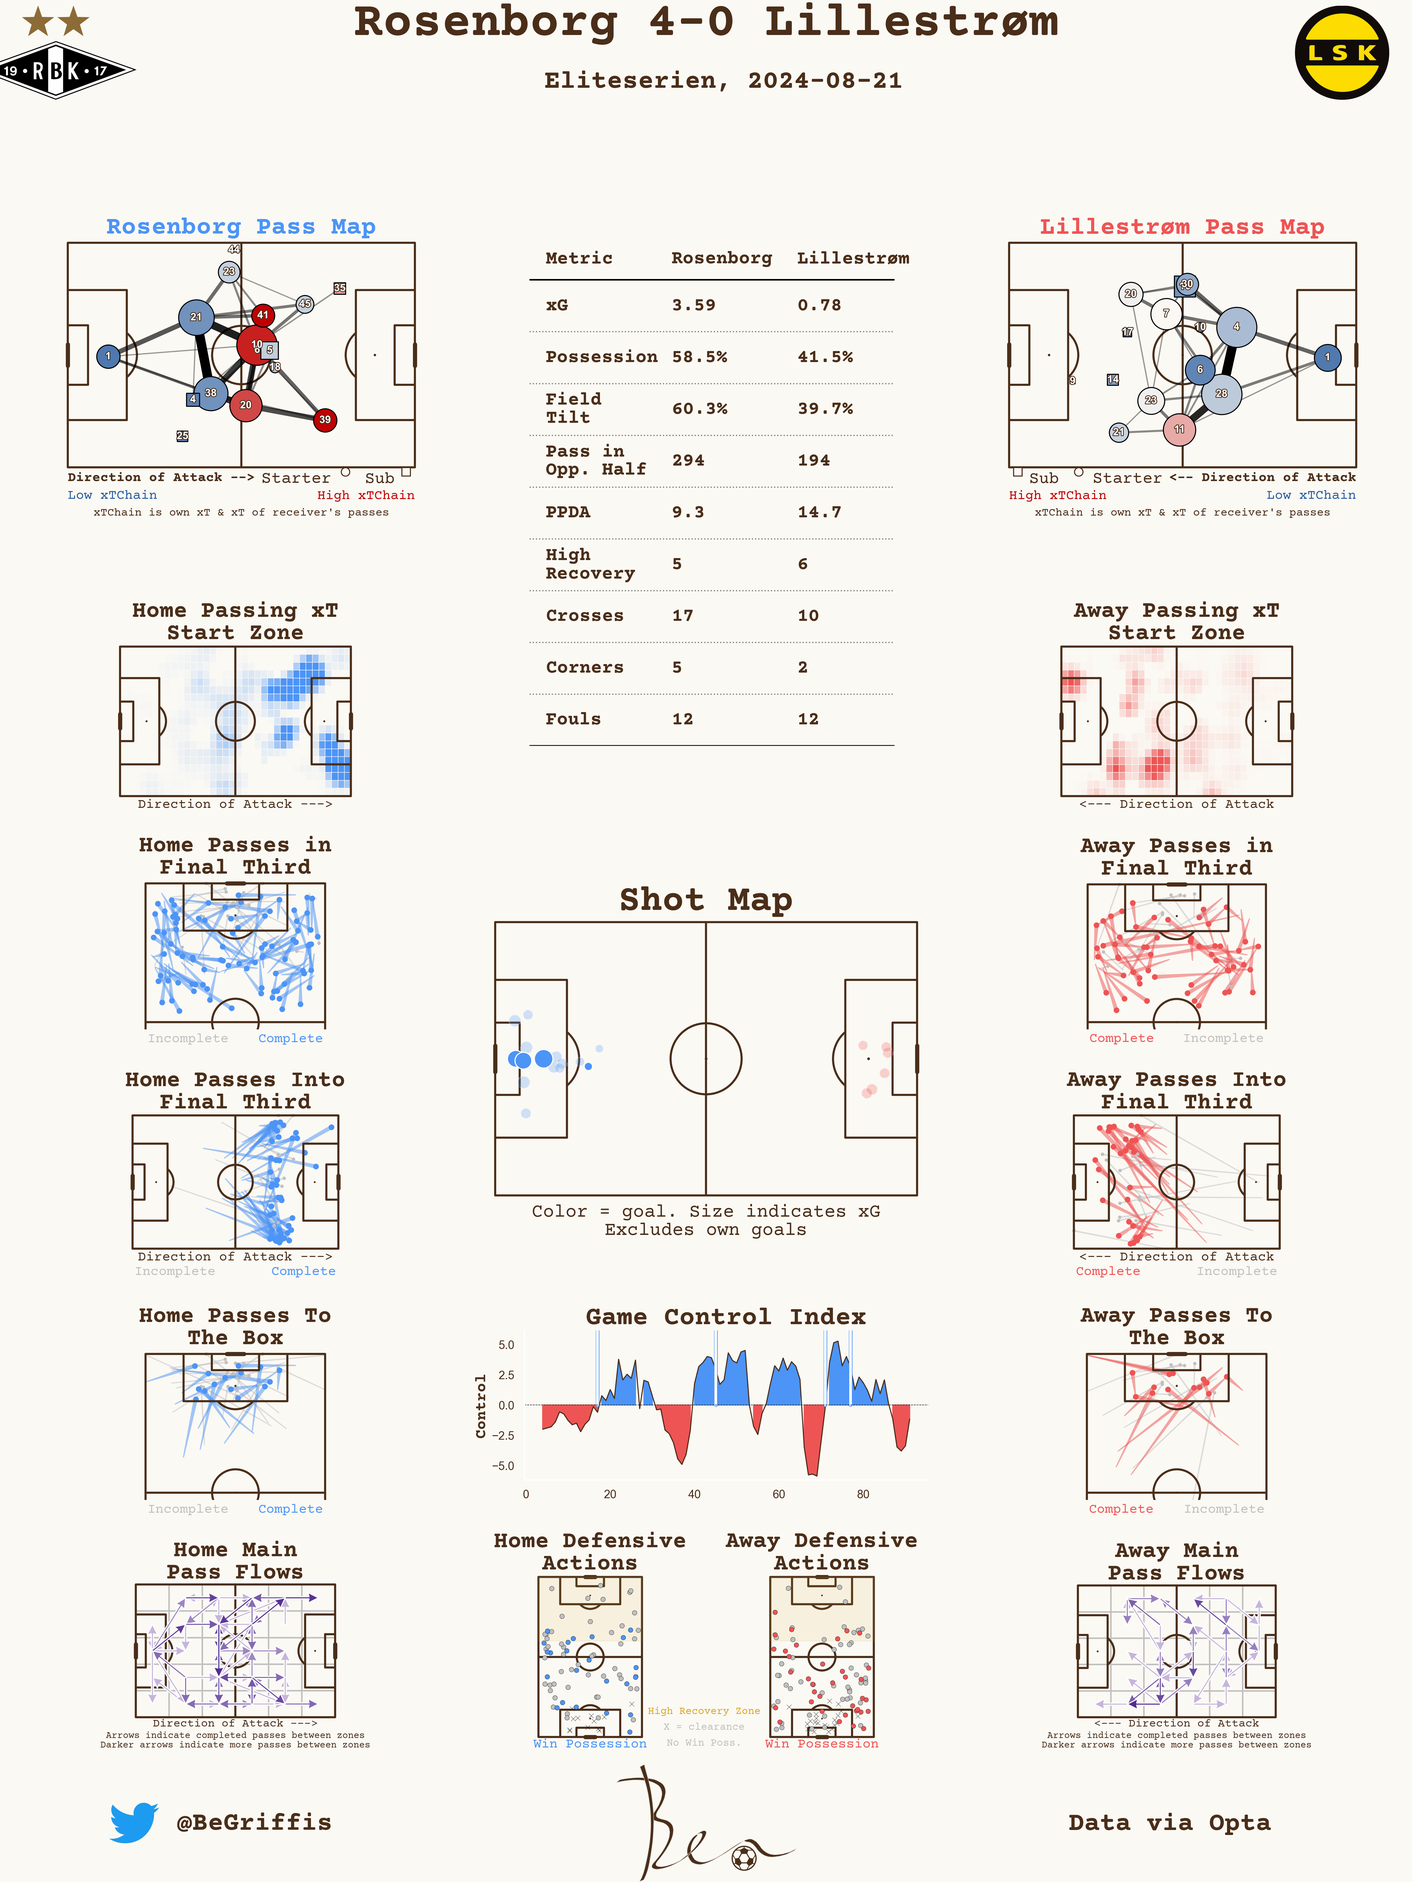 Rosenborg 4-0 Lillestrøm
Eliteserien, 2024-08-21
19 • RBK • 17
LSK
Rosenborg Pass Map
44
23
35
45
21
41
10
5
1
18
38
4
20
39
25
Direction of Attack --> Starter Sub
Low xTChain High xTChain
xTChain is own xT & xT of receiver's passes
Metric Rosenborg Lillestrøm
xG 3.59 0.78
Possession 58.5% 41.5%
Field
Tilt 60.3% 39.7%
Pass in
Opp. Half 294 194
PPDA 9.3 14.7
High
Recovery 5 6
Crosses 17 10
Corners 5 2
Fouls 12 12
Lillestrøm Pass Map
30
20
7
10
4
17
1
6
9
14
28
23
11
21
Sub Starter <-- Direction of Attack
High xTChain Low xTChain
xTChain is own xT & xT of receiver's passes
Home Passing xT
Start Zone
Direction of Attack --->
Away Passing xT
Start Zone
<--- Direction of Attack
Home Passes in
Final Third
Incomplete Complete
Away Passes in
Final Third
Complete Incomplete
Shot Map
Color = goal. Size indicates xG
Excludes own goals
Home Passes Into
Final Third
Direction of Attack --->
Incomplete Complete
Away Passes Into
Final Third
<--- Direction of Attack
Complete Incomplete
Home Passes To
The Box
Incomplete Complete
Game Control Index
Control
5.0
2.5
0.0
−2.5
−5.0
0 20 40 60 80
Away Passes To
The Box
Complete Incomplete
Home Main
Pass Flows
Direction of Attack --->
Arrows indicate completed passes between zones
Darker arrows indicate more passes between zones
Home Defensive
Actions
Win Possession
High Recovery Zone
X = clearance
No Win Poss.
Away Defensive
Actions
Win Possession
Away Main
Pass Flows
<--- Direction of Attack
Arrows indicate completed passes between zones
Darker arrows indicate more passes between zones
@BeGriffis
Ben
Data via Opta